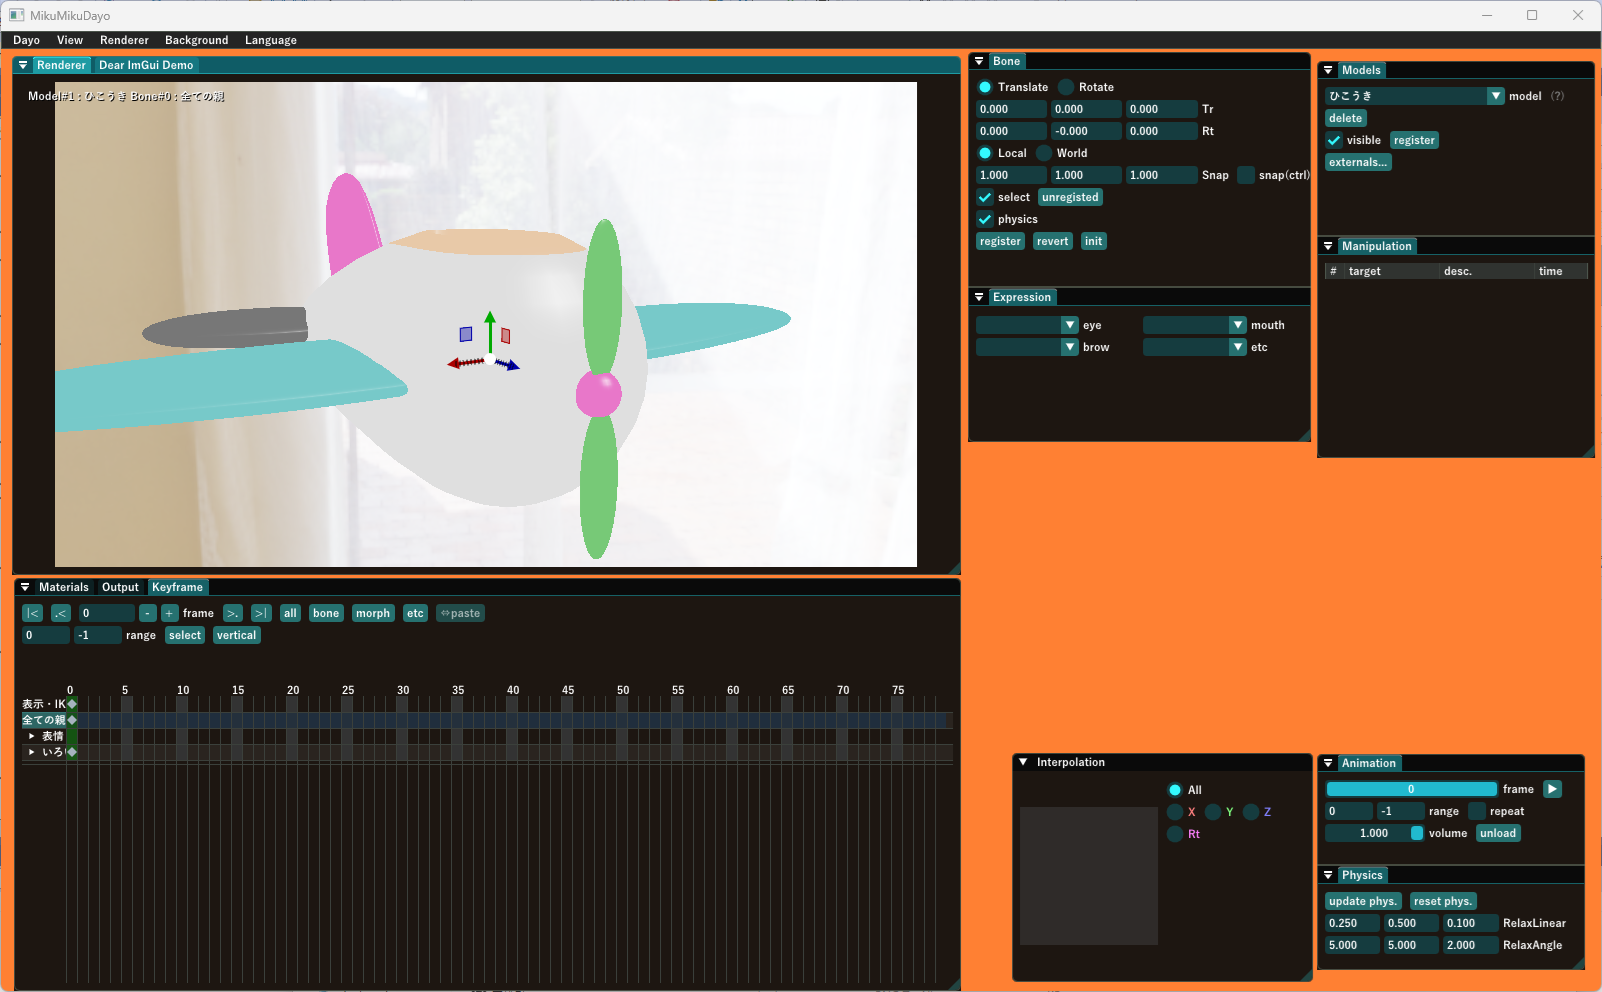 MikuMikuDayo
Dayo View Renderer Background Language
Renderer Dear ImGui Demo
Model#1 : ひこうき Bone#0 : 全ての親
Bone
Translate Rotate
0.000 0.000 0.000 Tr
0.000 -0.000 0.000 Rt
Local World
1.000 1.000 1.000 Snap snap(ctrl)
select unregisted
physics
register revert init
Expression
eye mouth
brow etc
Models
ひこうき model (?)
delete
visible register
externals...
Manipulation
# target desc. time
Materials Output Keyframe
|< .< 0 - + frame >. >| all bone morph etc ⇔paste
0 -1 range select vertical
0 5 10 15 20 25 30 35 40 45 50 55 60 65 70 75
表示・IK
全ての親
表情
いろ
Interpolation
All
X Y Z
Rt
Animation
0 frame
0 -1 range repeat
1.000 volume unload
Physics
update phys. reset phys.
0.250 0.500 0.100 RelaxLinear
5.000 5.000 2.000 RelaxAngle